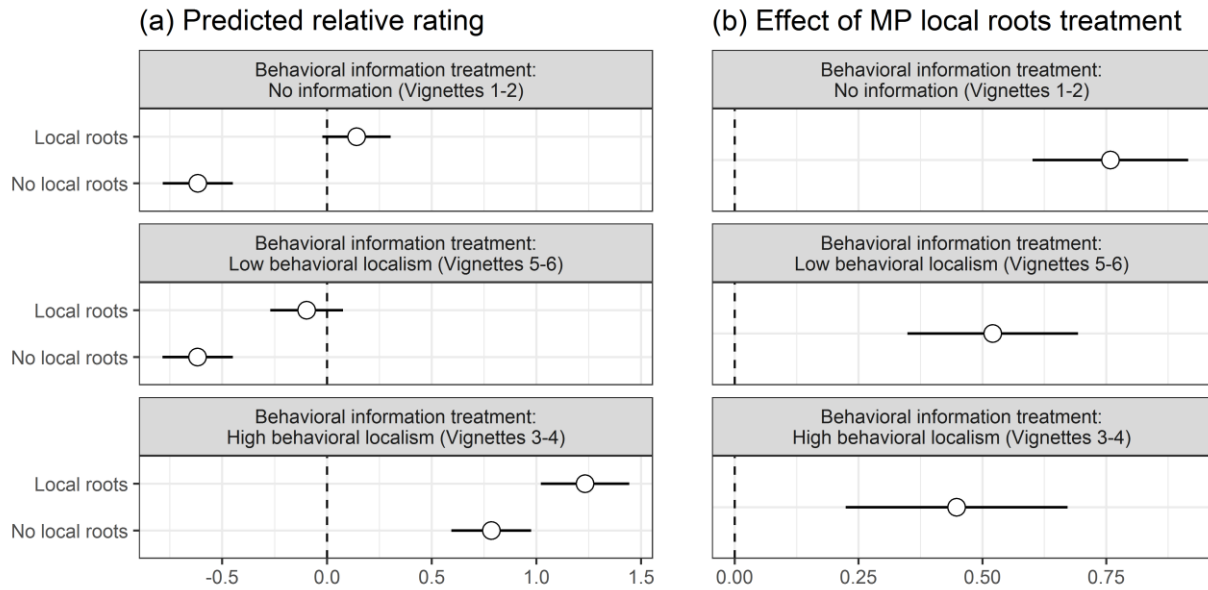 (a) Predicted relative rating
Behavioral information treatment:
No information (Vignettes 1-2)
Local roots
No local roots
Behavioral information treatment:
Low behavioral localism (Vignettes 5-6)
Local roots
No local roots
Behavioral information treatment:
High behavioral localism (Vignettes 3-4)
Local roots
No local roots
-0.5 0.0 0.5 1.0 1.5
(b) Effect of MP local roots treatment
Behavioral information treatment:
No information (Vignettes 1-2)
Behavioral information treatment:
Low behavioral localism (Vignettes 5-6)
Behavioral information treatment:
High behavioral localism (Vignettes 3-4)
0.00 0.25 0.50 0.75